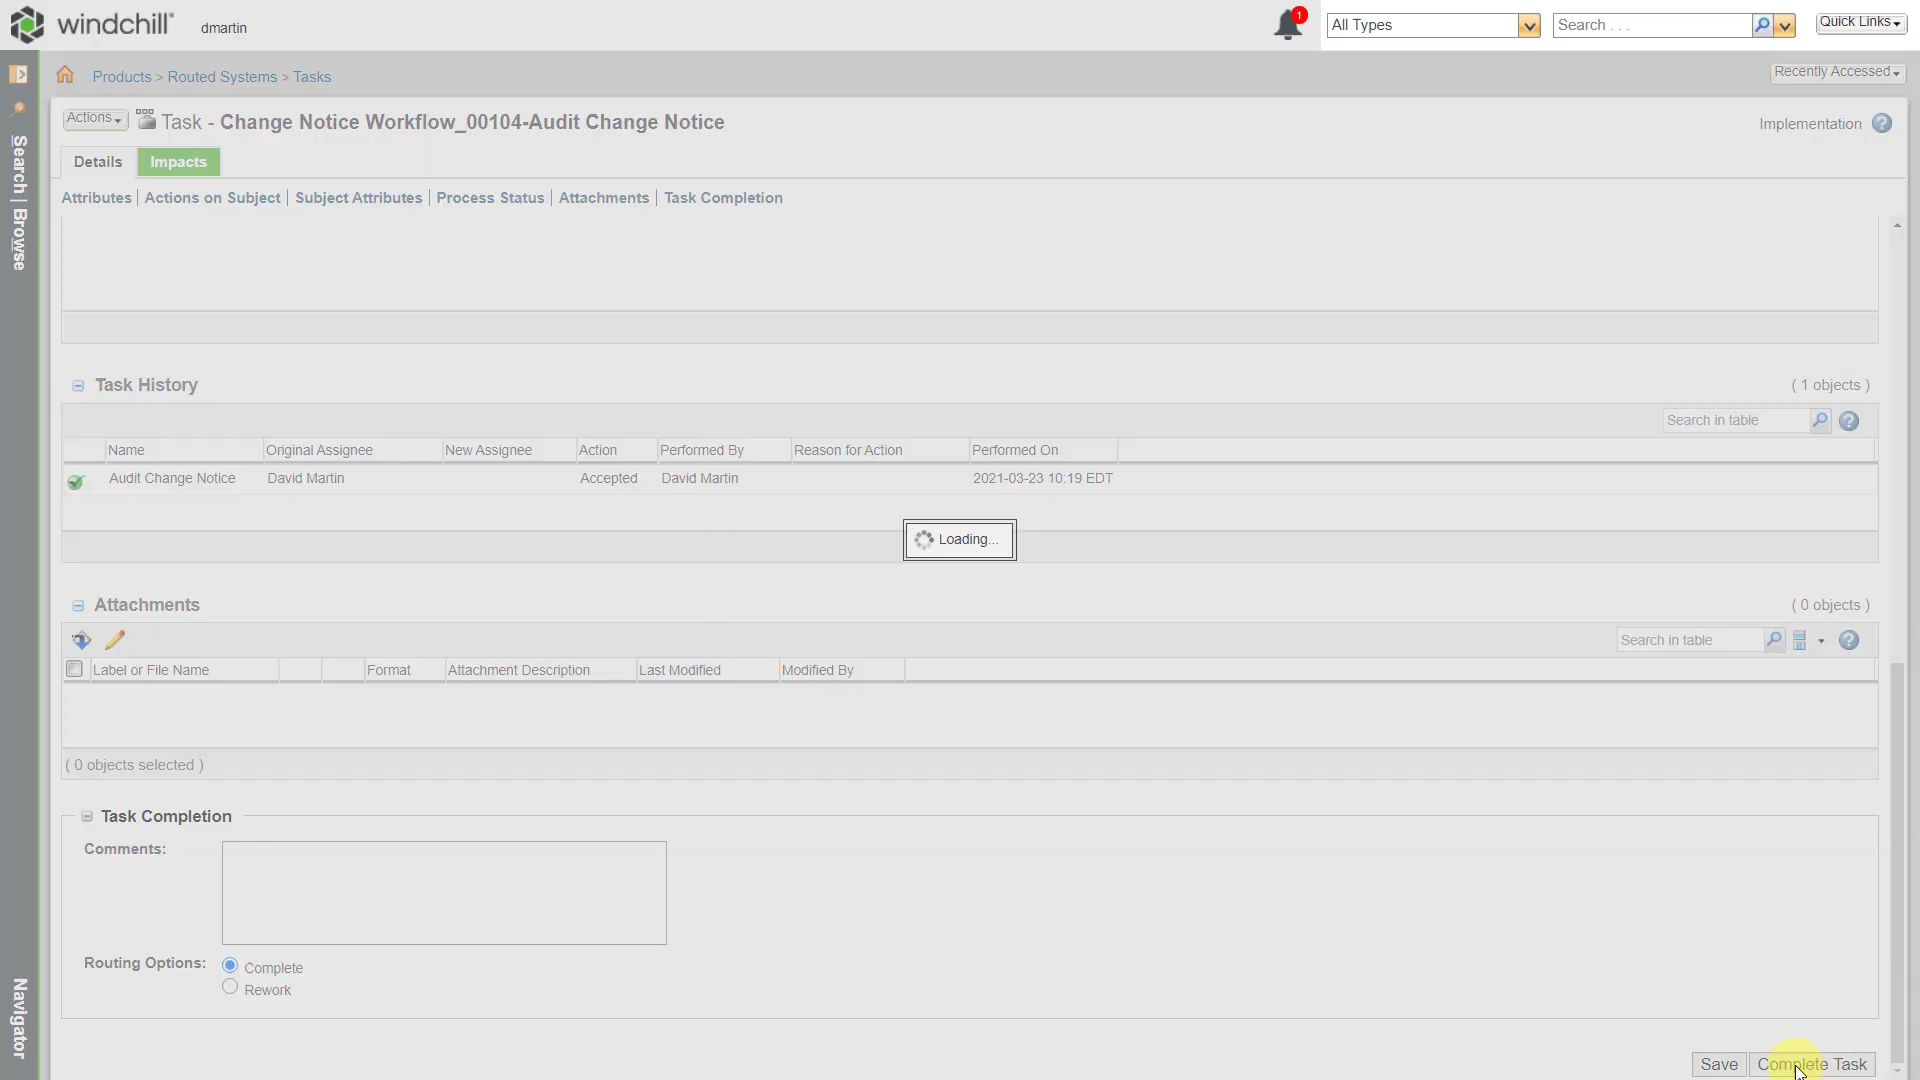 windchill® dmartin 1 All Types Search . . . Quick Links
Products > Routed Systems > Tasks Recently Accessed
Actions Task - Change Notice Workflow_00104-Audit Change Notice Implementation
Details Impacts
Attributes | Actions on Subject | Subject Attributes | Process Status | Attachments | Task Completion
Search | Browse
Task History ( 1 objects )
Search in table
Name Original Assignee New Assignee Action Performed By Reason for Action Performed On
Audit Change Notice David Martin Accepted David Martin 2021-03-23 10:19 EDT
Loading...
Attachments ( 0 objects )
Search in table
Label or File Name Format Attachment Description Last Modified Modified By
( 0 objects selected )
Task Completion
Comments:
Routing Options: Complete
Rework
Navigator
Save Complete Task